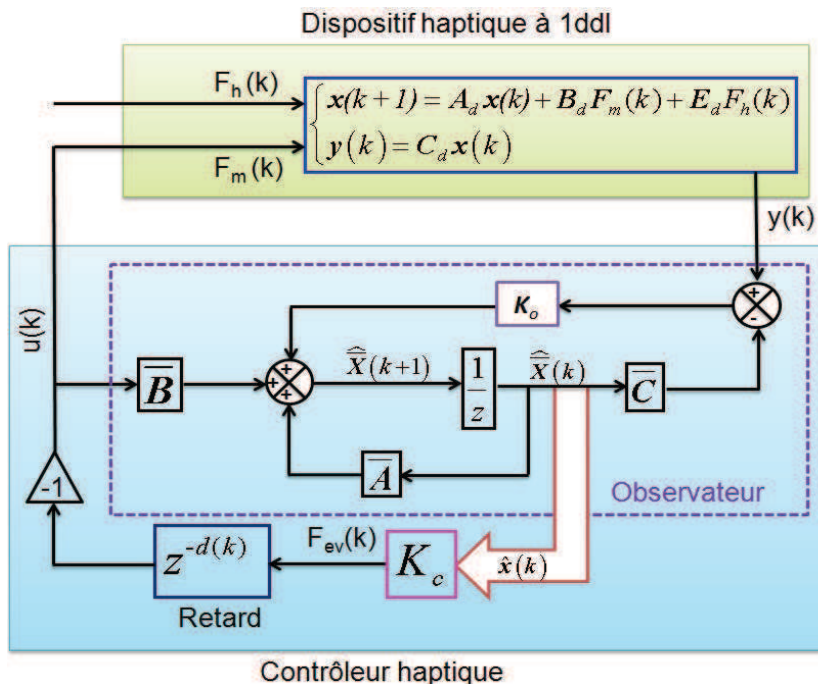 Dispositif haptique à 1ddl
F_h(k)
x(k+1) = A_d x(k) + B_d F_m(k) + E_d F_h(k)
y(k) = C_d x(k)
F_m(k)
y(k)
u(k)
K_o
+
-
B̅
+
+
+
X̂̅(k+1)
1/z
X̂̅(k)
C̅
A̅
Observateur
-1
z^{-d(k)}
F_ev(k)
K_c
x̂(k)
Retard
Contrôleur haptique